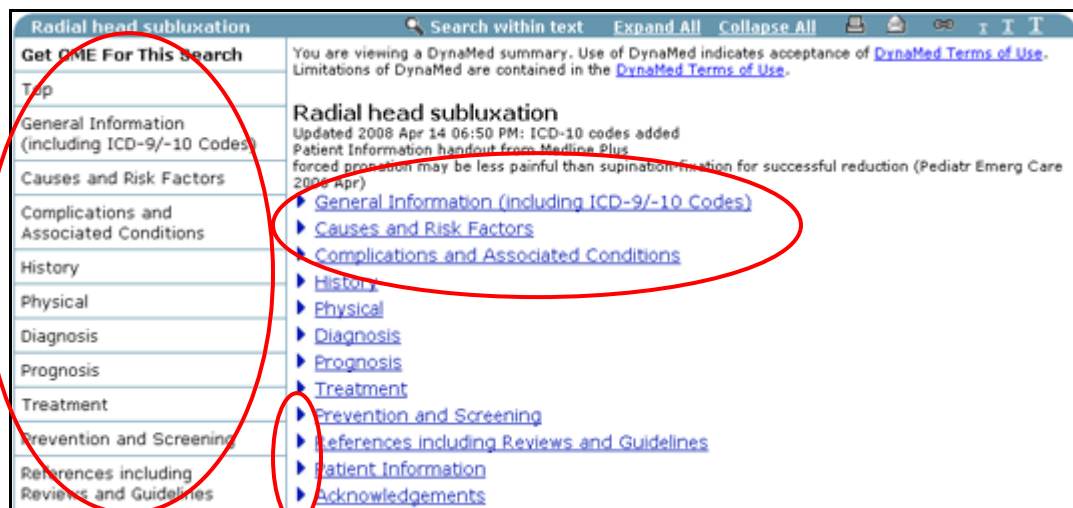 Radial head subluxation Search within text Expand All Collapse All T T T
Get CME For This Search
Top
General Information
(including ICD-9/-10 Codes)
Causes and Risk Factors
Complications and
Associated Conditions
History
Physical
Diagnosis
Prognosis
Treatment
Prevention and Screening
References including
Reviews and Guidelines
You are viewing a DynaMed summary. Use of DynaMed indicates acceptance of DynaMed Terms of Use.
Limitations of DynaMed are contained in the DynaMed Terms of Use.
Radial head subluxation
Updated 2008 Apr 14 06:50 PM: ICD-10 codes added
Patient Information handout from Medline Plus
forced pronation may be less painful than supination-fixation for successful reduction (Pediatr Emerg Care
2006 Apr)
General Information (including ICD-9/-10 Codes)
Causes and Risk Factors
Complications and Associated Conditions
History
Physical
Diagnosis
Prognosis
Treatment
Prevention and Screening
References including Reviews and Guidelines
Patient Information
Acknowledgements